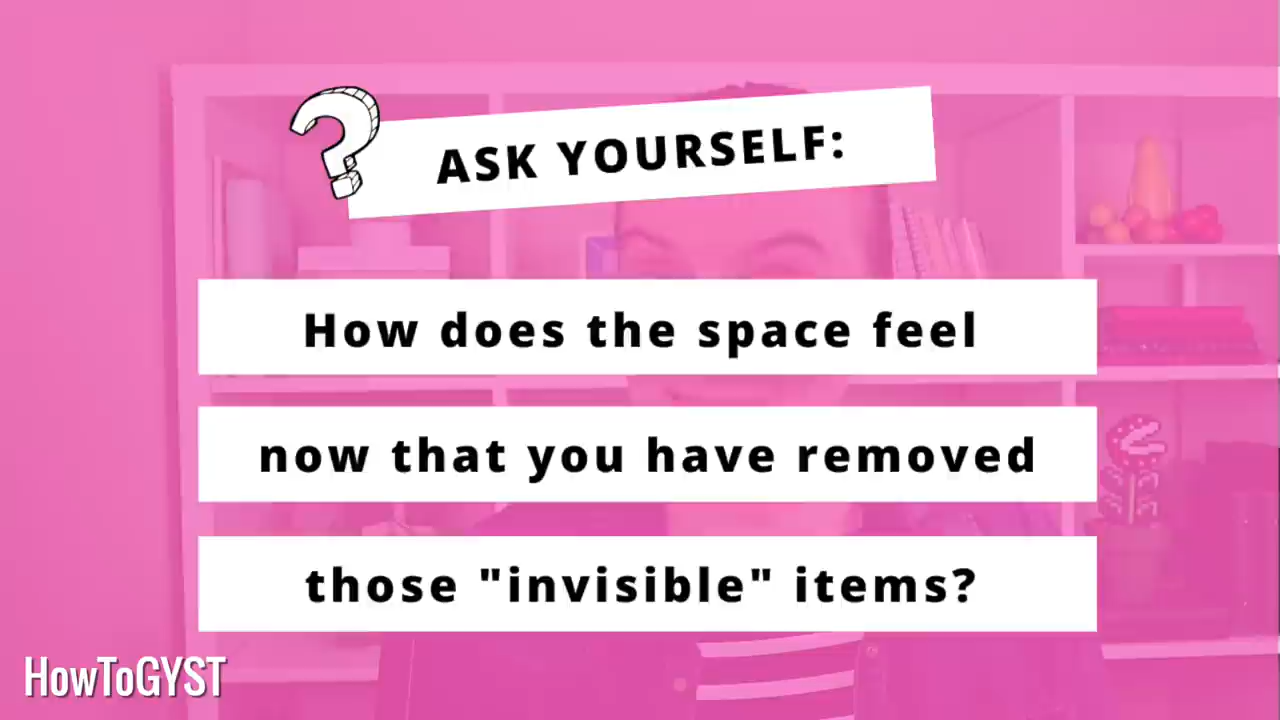 ASK YOURSELF:
How does the space feel
now that you have removed
those "invisible" items?
HowToGYST